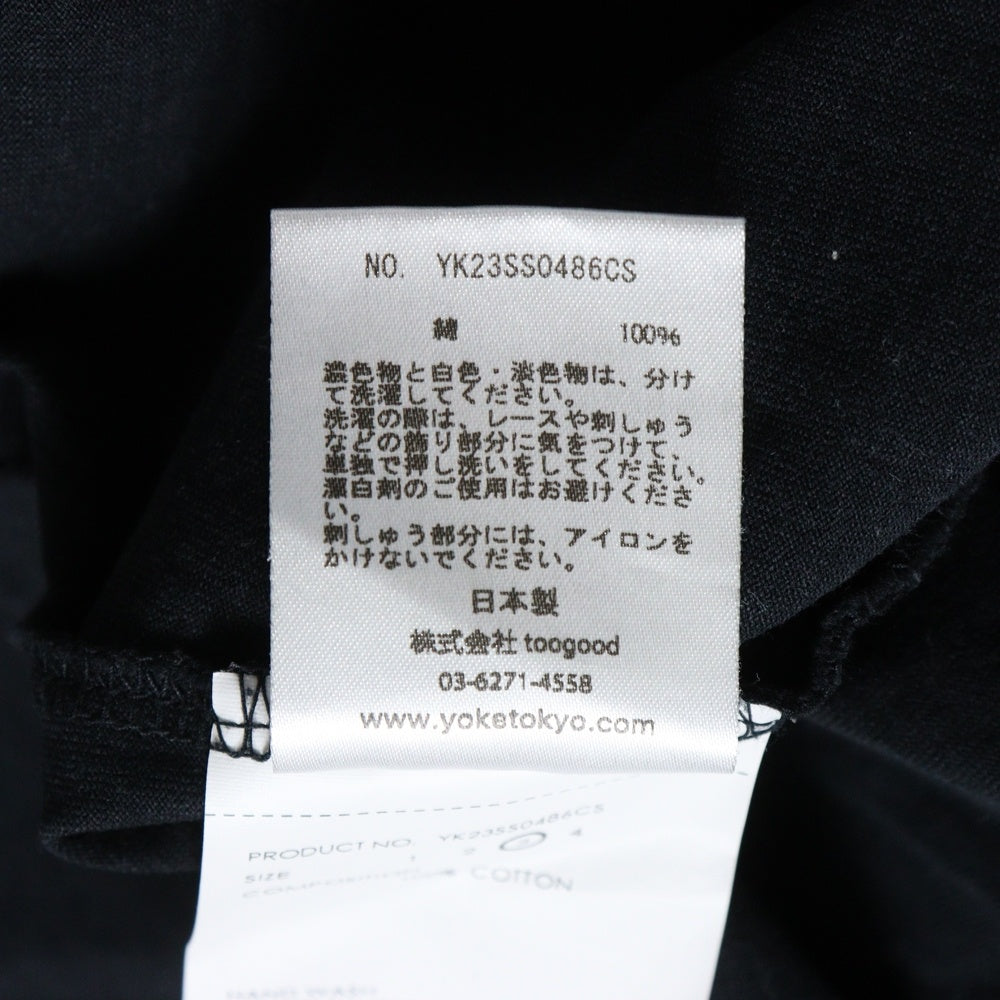 NO. YK23SS0486CS
綿 100%
濃色物と白色・淡色物は、分け
て洗濯してください。
洗濯の際は、レースや刺しゅう
などの飾り部分に気をつけて、
単独で押し洗いをしてください。
漂白剤のご使用はお避けくださ
い。
刺しゅう部分には、アイロンを
かけないでください。
日本製
株式会社 toogood
03-6271-4558
www.yoketokyo.com
PRODUCT NO. YK23SS0486CS
SIZE 1 2 3 4
COMPOSITION COTTON
HAND WASH